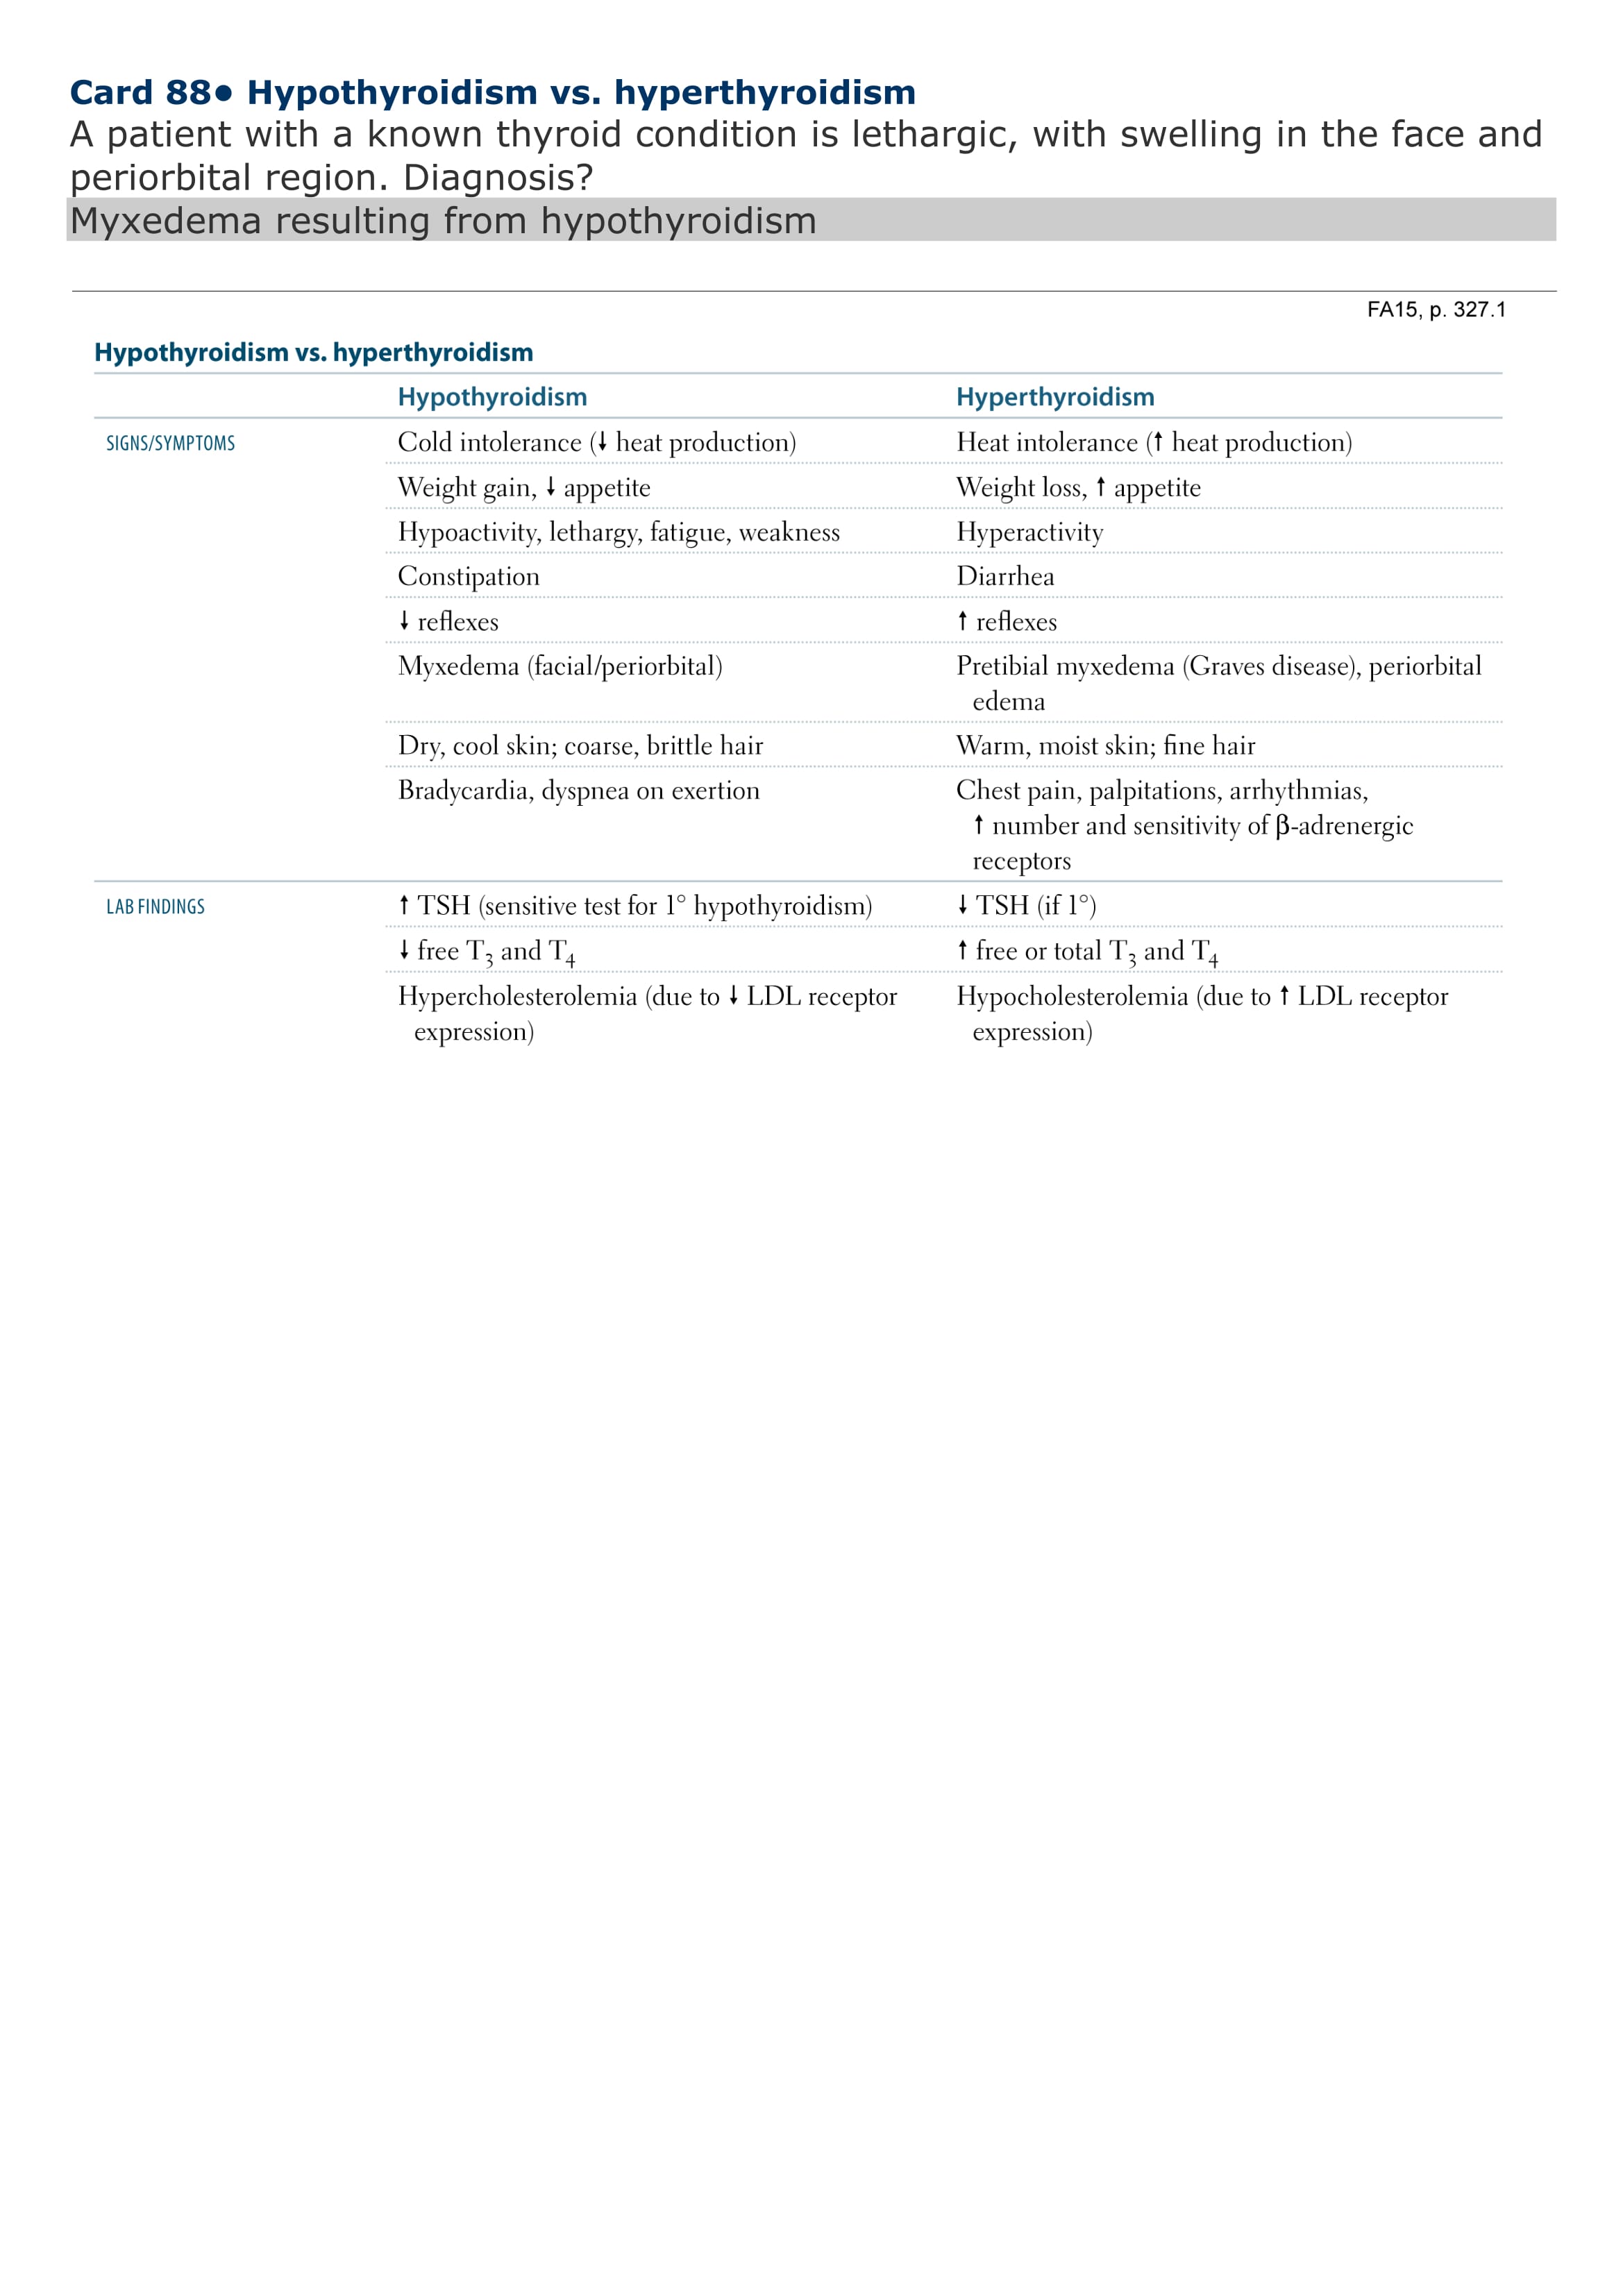 Card 88• Hypothyroidism vs. hyperthyroidism
A patient with a known thyroid condition is lethargic, with swelling in the face and
periorbital region. Diagnosis?
Myxedema resulting from hypothyroidism
FA15, p. 327.1
Hypothyroidism vs. hyperthyroidism
Hypothyroidism Hyperthyroidism
SIGNS/SYMPTOMS Cold intolerance (↓ heat production) Heat intolerance (↑ heat production)
Weight gain, ↓ appetite Weight loss, ↑ appetite
Hypoactivity, lethargy, fatigue, weakness Hyperactivity
Constipation Diarrhea
↓ reflexes ↑ reflexes
Myxedema (facial/periorbital) Pretibial myxedema (Graves disease), periorbital
edema
Dry, cool skin; coarse, brittle hair Warm, moist skin; fine hair
Bradycardia, dyspnea on exertion Chest pain, palpitations, arrhythmias,
↑ number and sensitivity of β-adrenergic
receptors
LAB FINDINGS ↑ TSH (sensitive test for 1° hypothyroidism) ↓ TSH (if 1°)
↓ free T3 and T4 ↑ free or total T3 and T4
Hypercholesterolemia (due to ↓ LDL receptor Hypocholesterolemia (due to ↑ LDL receptor
expression) expression)